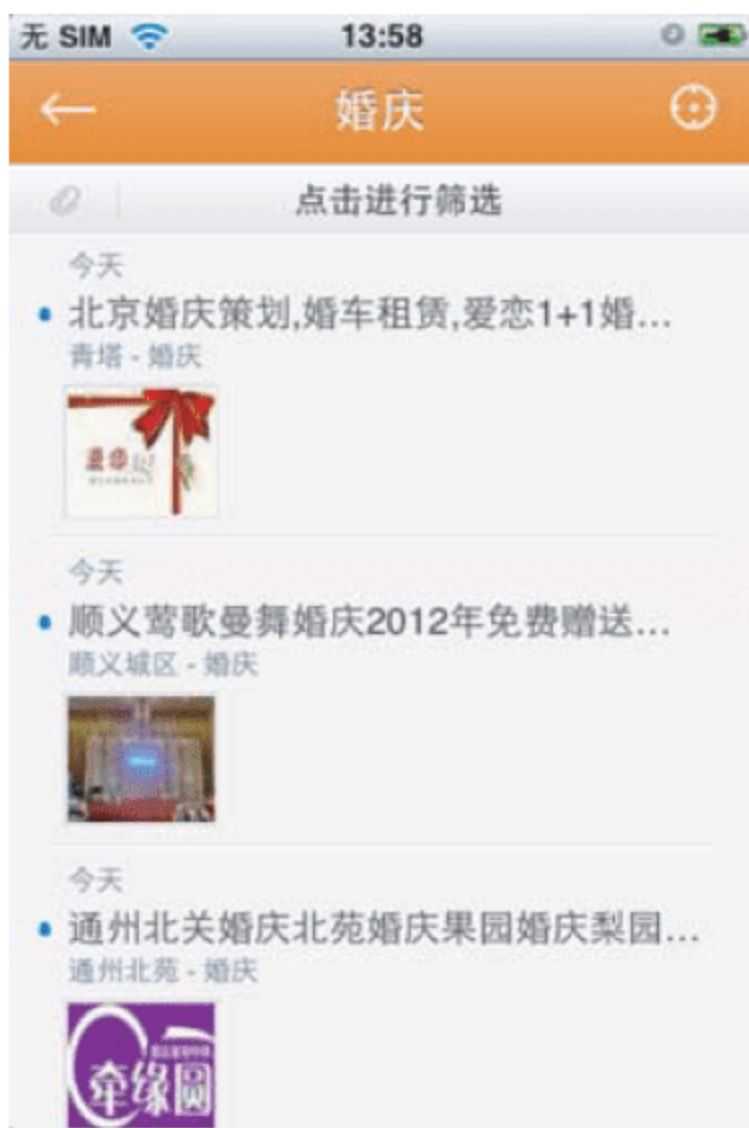 无 SIM 13:58
婚庆
点击进行筛选
今天
北京婚庆策划,婚车租赁,爱恋1+1婚...
青塔 - 婚庆
今天
顺义莺歌曼舞婚庆2012年免费赠送...
顺义城区 - 婚庆
今天
通州北关婚庆北苑婚庆果园婚庆梨园...
通州北苑 - 婚庆
牵缘圆